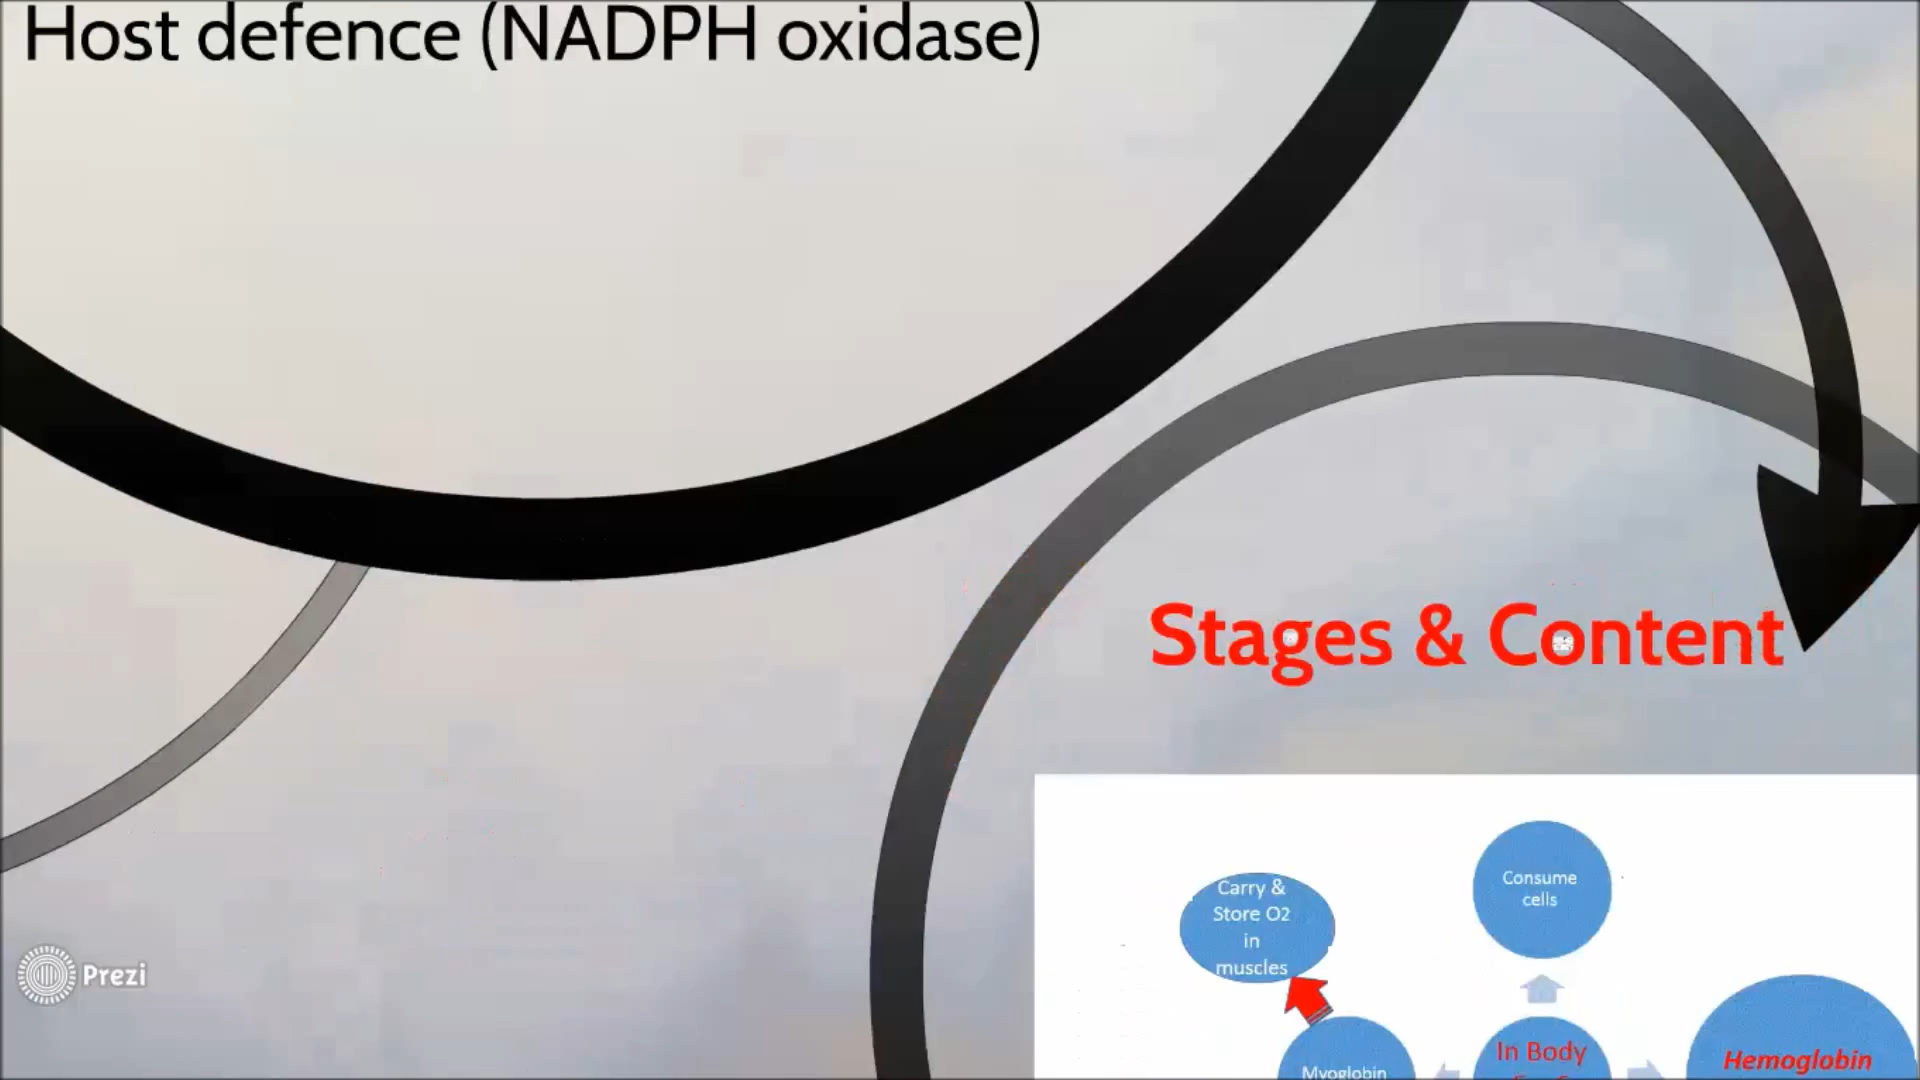 Host defence (NADPH oxidase)
Stages & Content
Consume
cells
Carry &
Store O2
in
muscles
In Body
Hemoglobin
Myoglobin
Prezi